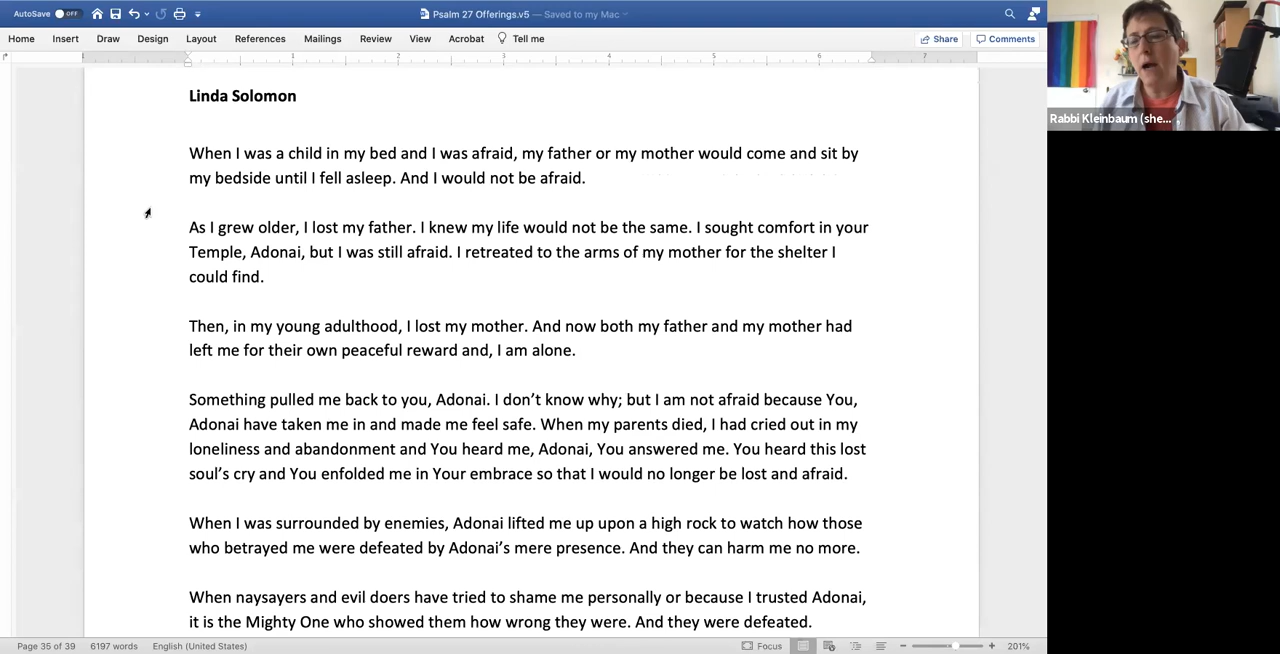 AutoSave OFF
Psalm 27 Offerings.v5 — Saved to my Mac
Home Insert Draw Design Layout References Mailings Review View Acrobat Tell me Share Comments
1 1 2 3 4 5 6 7
Linda Solomon
When I was a child in my bed and I was afraid, my father or my mother would come and sit by
my bedside until I fell asleep. And I would not be afraid.
As I grew older, I lost my father. I knew my life would not be the same. I sought comfort in your
Temple, Adonai, but I was still afraid. I retreated to the arms of my mother for the shelter I
could find.
Then, in my young adulthood, I lost my mother. And now both my father and my mother had
left me for their own peaceful reward and, I am alone.
Something pulled me back to you, Adonai. I don’t know why; but I am not afraid because You,
Adonai have taken me in and made me feel safe. When my parents died, I had cried out in my
loneliness and abandonment and You heard me, Adonai, You answered me. You heard this lost
soul’s cry and You enfolded me in Your embrace so that I would no longer be lost and afraid.
When I was surrounded by enemies, Adonai lifted me up upon a high rock to watch how those
who betrayed me were defeated by Adonai’s mere presence. And they can harm me no more.
When naysayers and evil doers have tried to shame me personally or because I trusted Adonai,
it is the Mighty One who showed them how wrong they were. And they were defeated.
Page 35 of 39 6197 words English (United States) Focus 201%
Rabbi Kleinbaum (she...